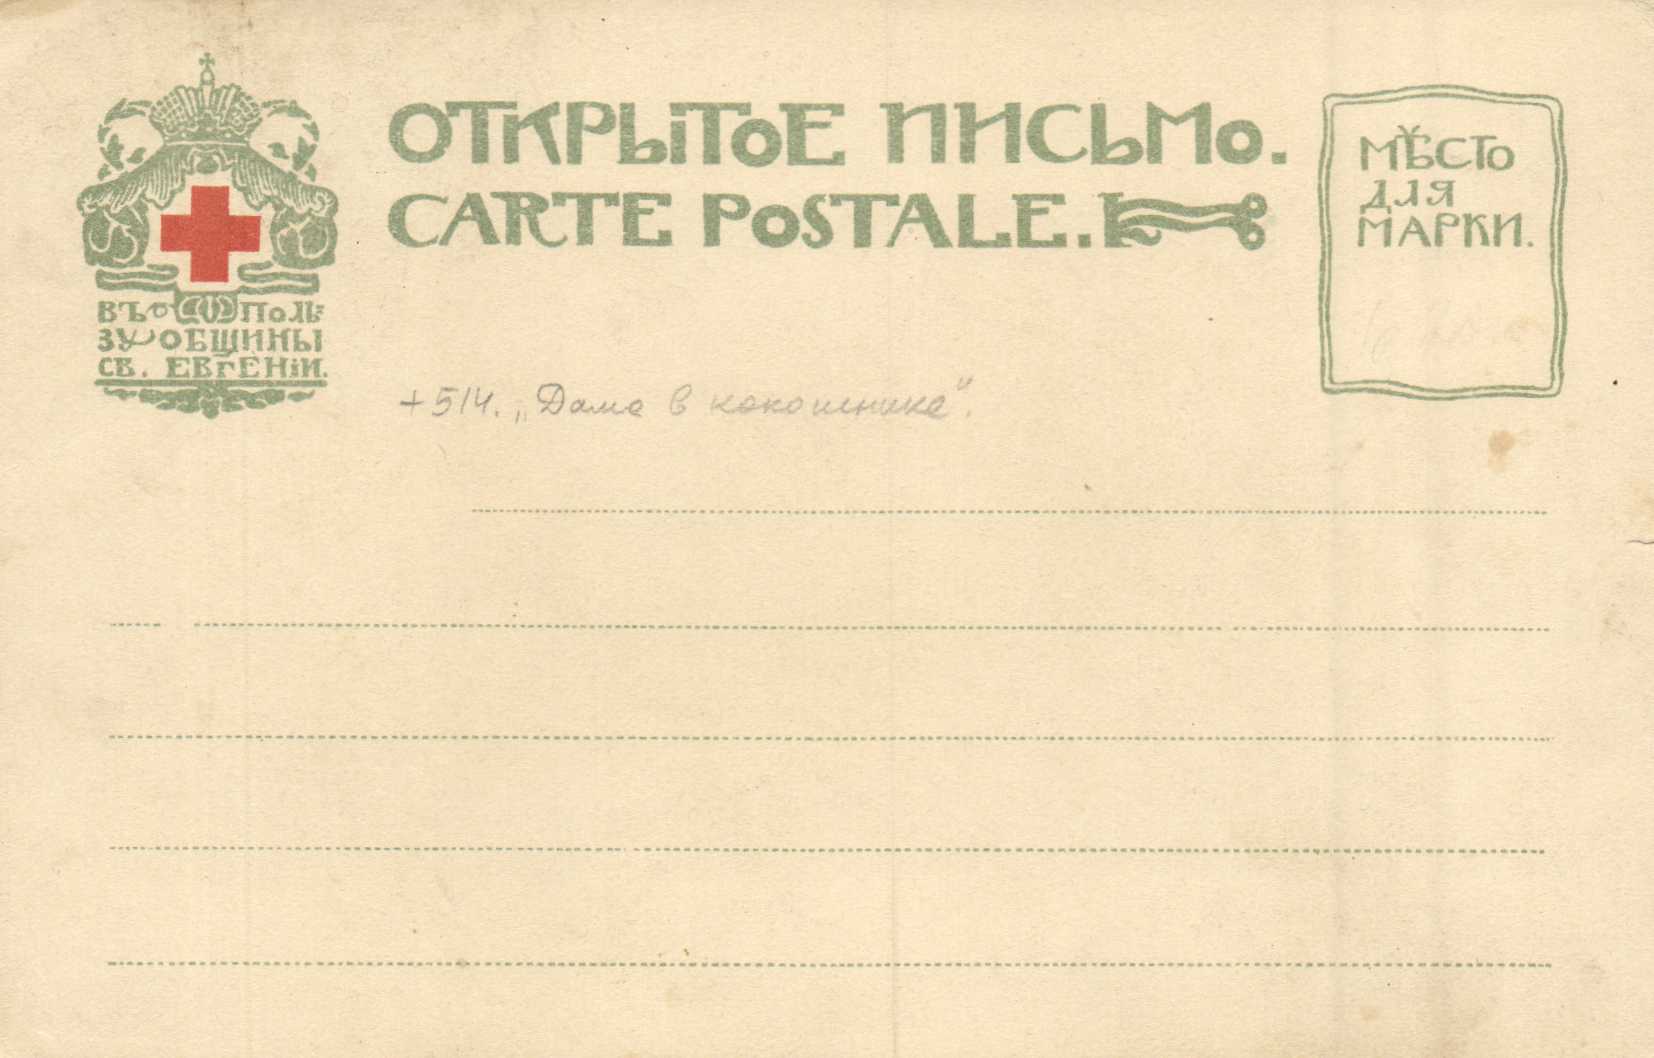 ОТКРЫТОЕ ПИСЬМО.
CARTE POSTALE.
МѢСТО
ДЛЯ
МАРКИ.
ВЪ ПОЛЬ-
ЗУ ОБЩИНЫ
СВ. ЕВГЕНІИ.
+514. „Дама в кокошнике".